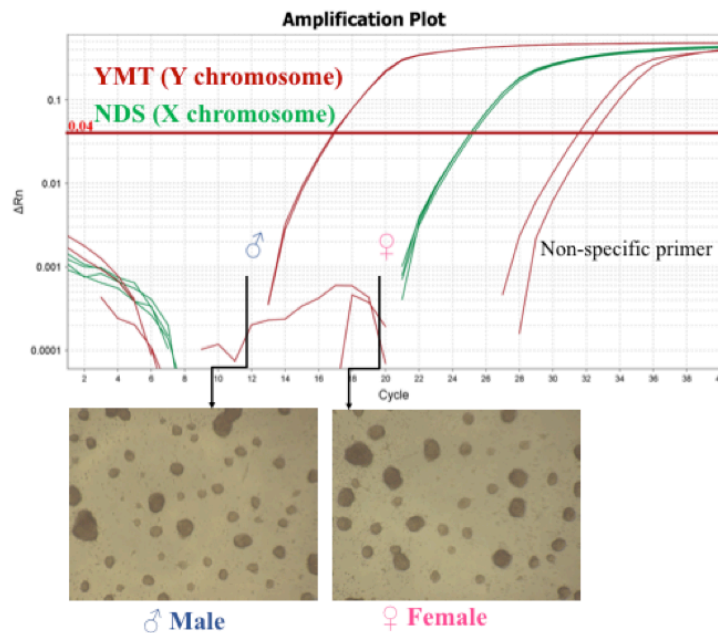 Amplification Plot
YMT (Y chromosome)
NDS (X chromosome)
0.1
0.04
0.01
0.001
0.0001
ΔRn
♂
♀
Non-specific primer
2 4 6 8 10 12 14 16 18 20 22 24 26 28 30 32 34 36 38 4
Cycle
♂ Male
♀ Female